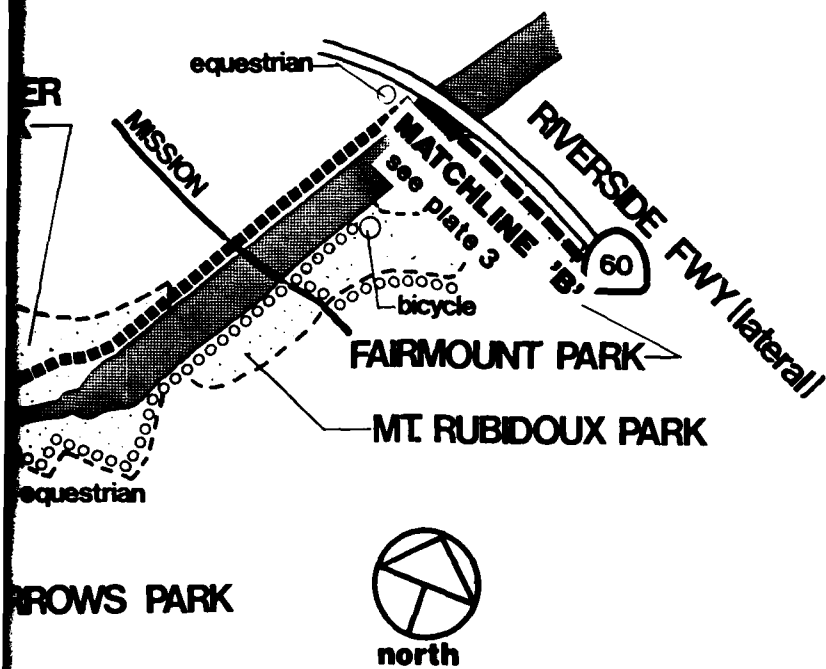 equestrian
ER
MISSION
MATCHLINE 'B'
see plate 3
RIVERSIDE FWY (lateral)
60
bicycle
FAIRMOUNT PARK
MT. RUBIDOUX PARK
equestrian
RROWS PARK
north